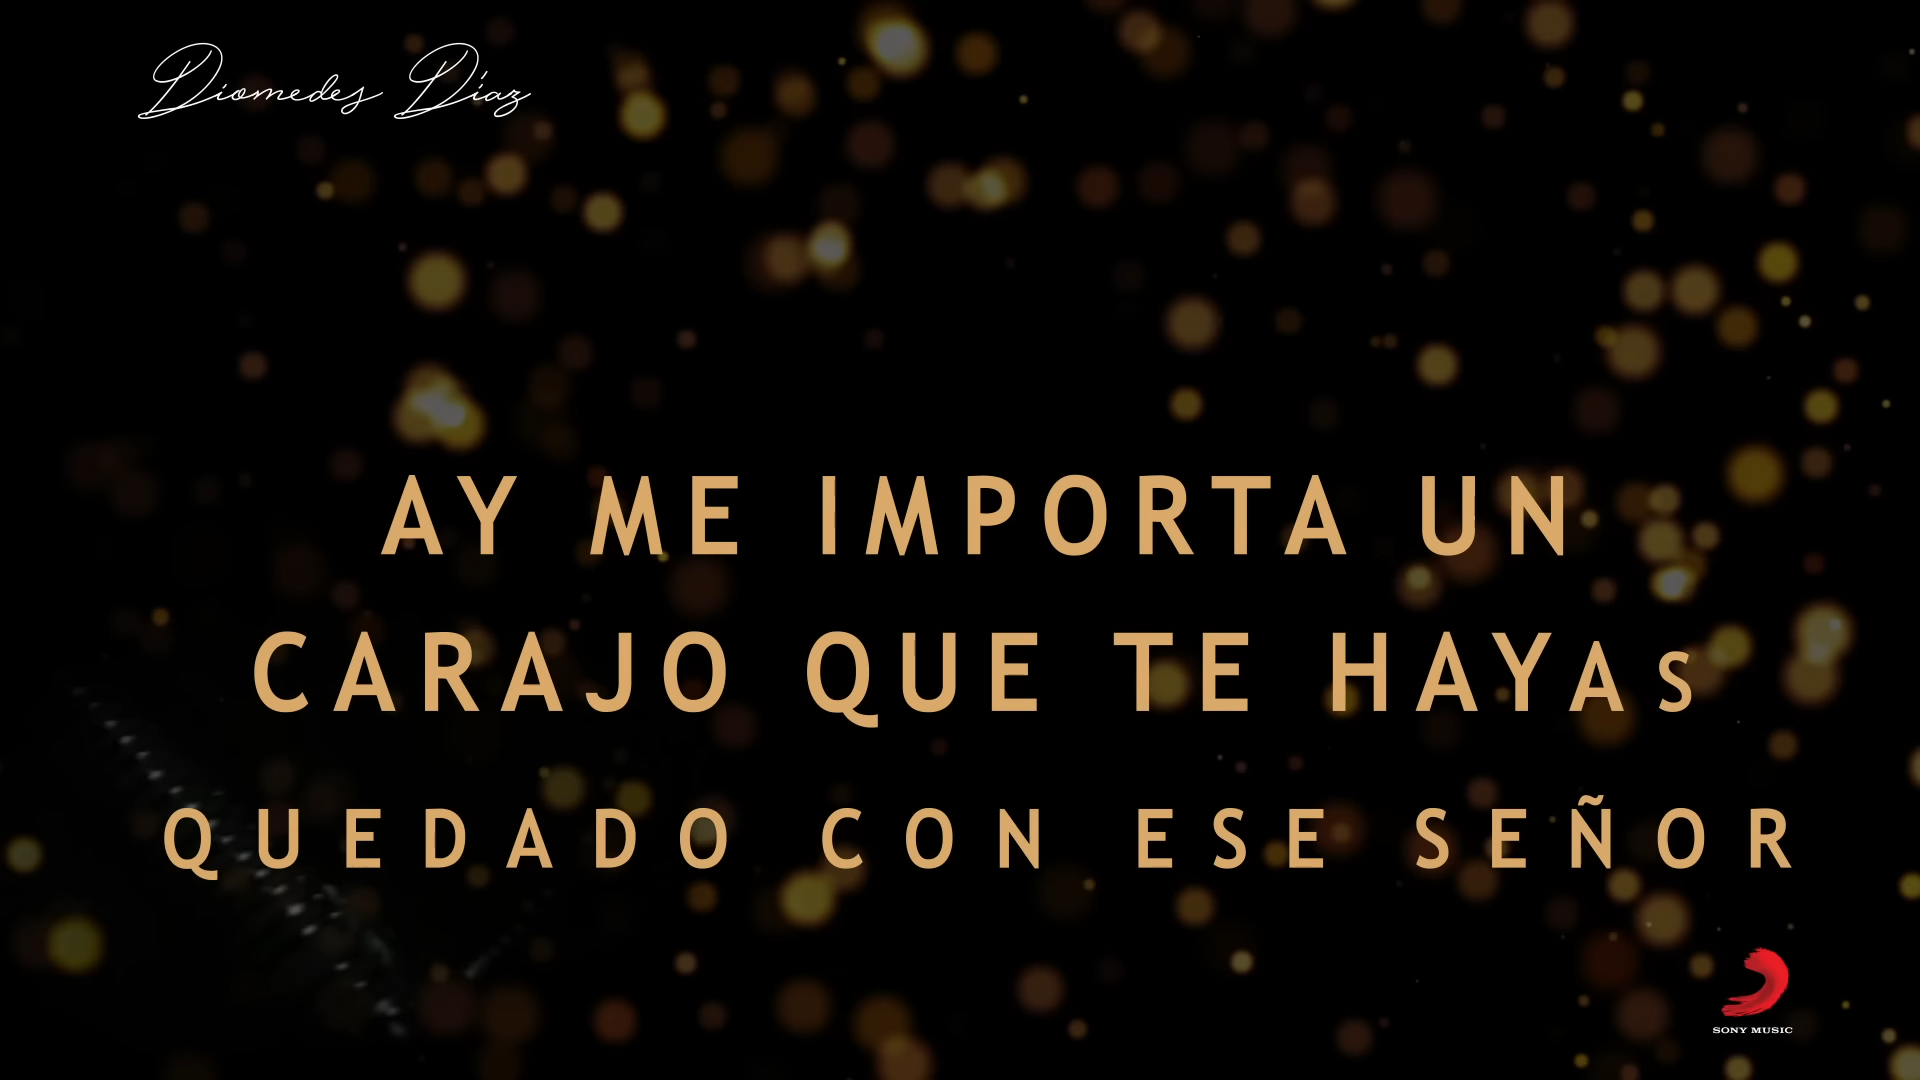 Diomedes Díaz
AY ME IMPORTA UN
CARAJO QUE TE HAYAS
QUEDADO CON ESE SEÑOR
SONY MUSIC